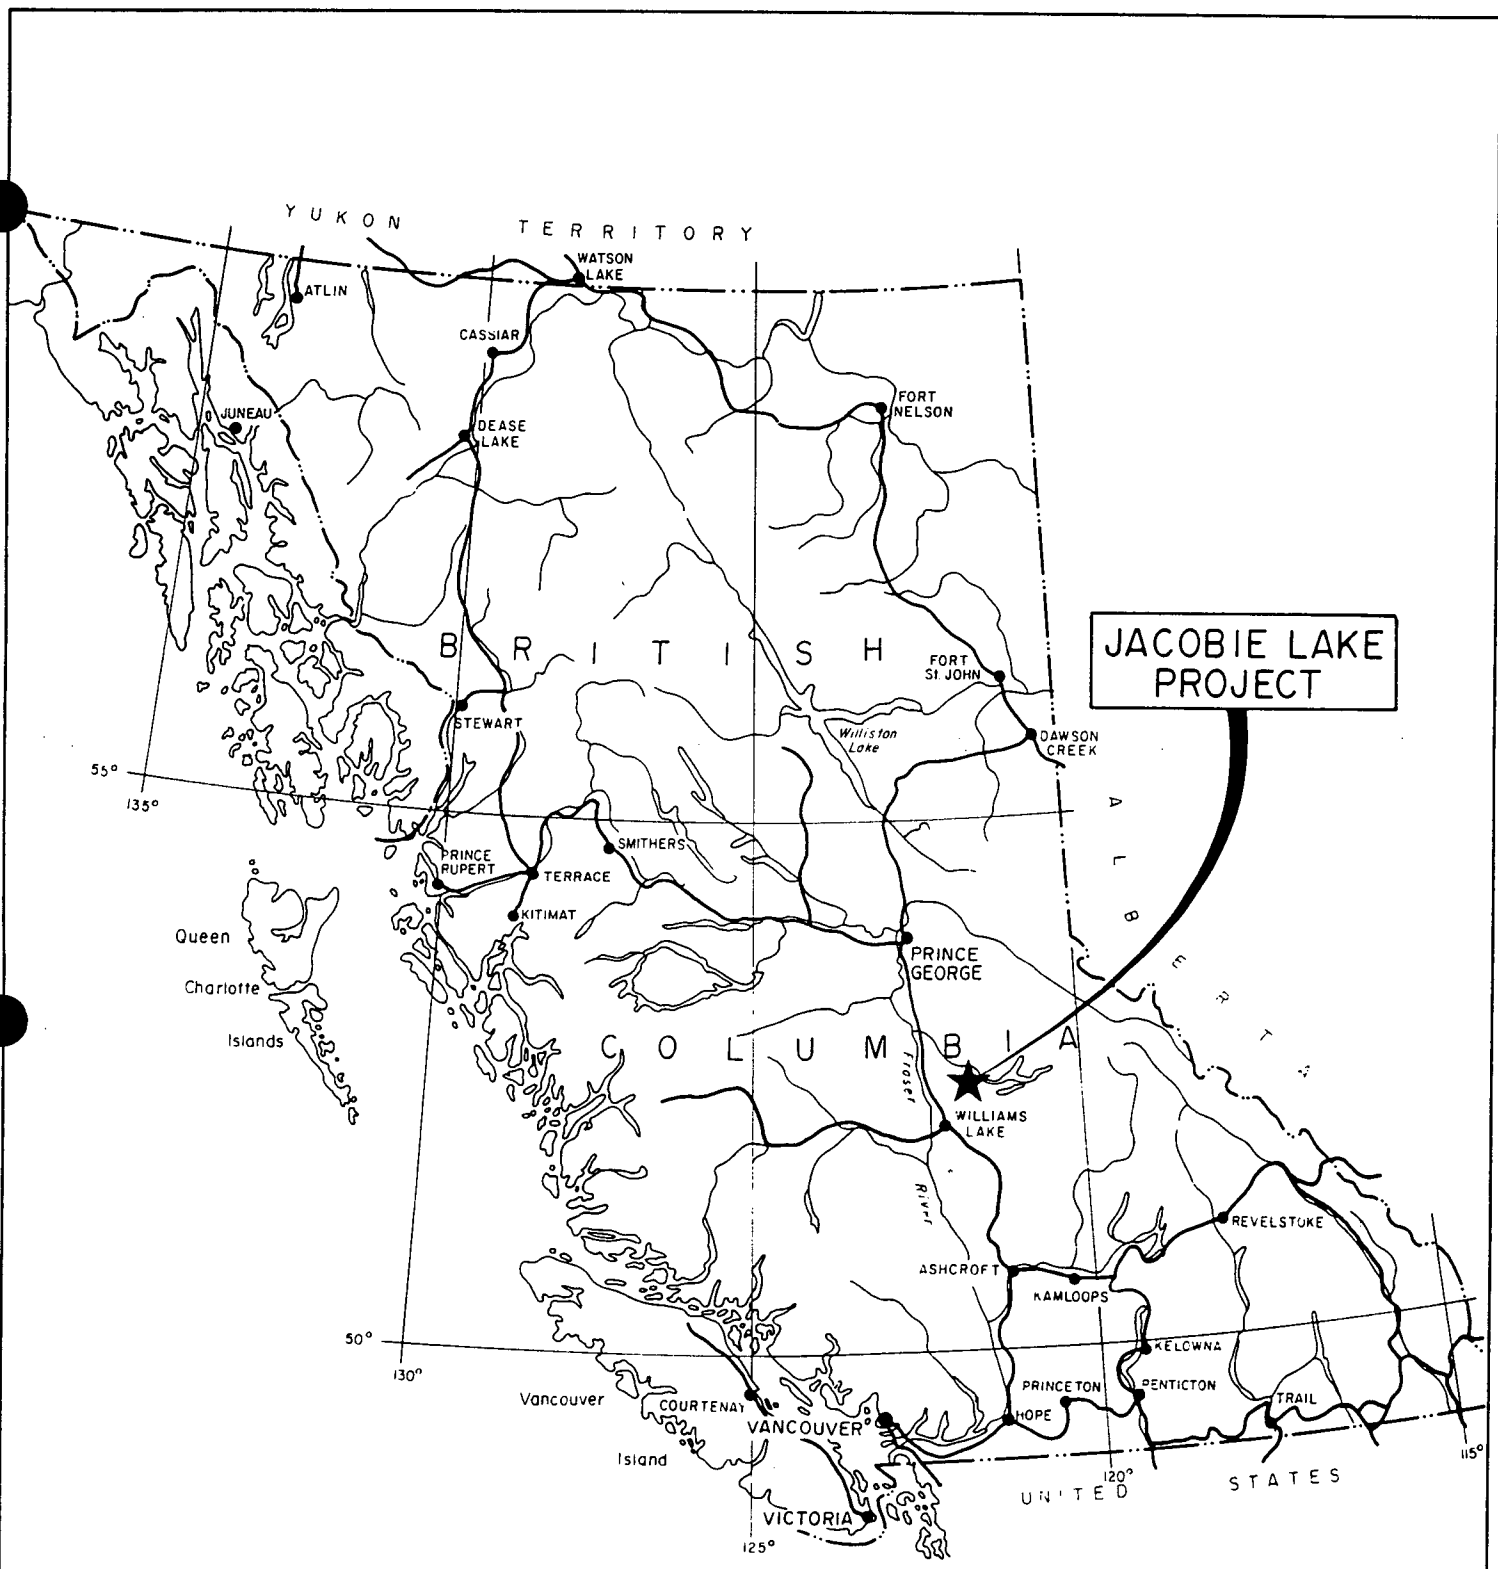 YUKON TERRITORY
WATSON
LAKE
ATLIN
CASSIAR
JUNEAU
DEASE
LAKE
FORT
NELSON
BRITISH
FORT
St. JOHN
JACOBIE LAKE
PROJECT
STEWART
Williston
Lake
DAWSON
CREEK
55°
135°
ALBERTA
PRINCE
RUPERT
SMITHERS
TERRACE
KITIMAT
Queen
Charlotte
Islands
PRINCE
GEORGE
COLUMBIA
Fraser
River
WILLIAMS
LAKE
REVELSTOKE
ASHCROFT
KAMLOOPS
50°
130°
KELOWNA
Vancouver
Island
COURTENAY
PRINCETON
PENTICTON
TRAIL
VANCOUVER
HOPE
120°
115°
UNITED STATES
VICTORIA
125°